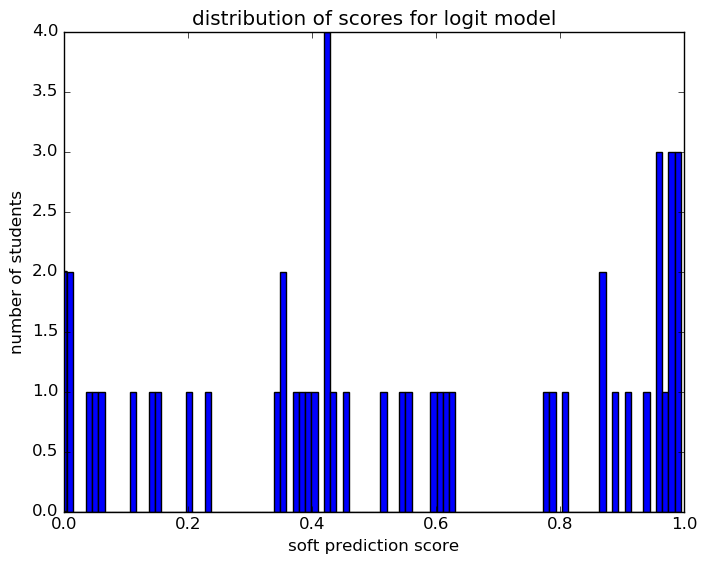 distribution of scores for logit model
4.0
3.5
3.0
2.5
2.0
1.5
1.0
0.5
0.0
number of students
0.0 0.2 0.4 0.6 0.8 1.0
soft prediction score